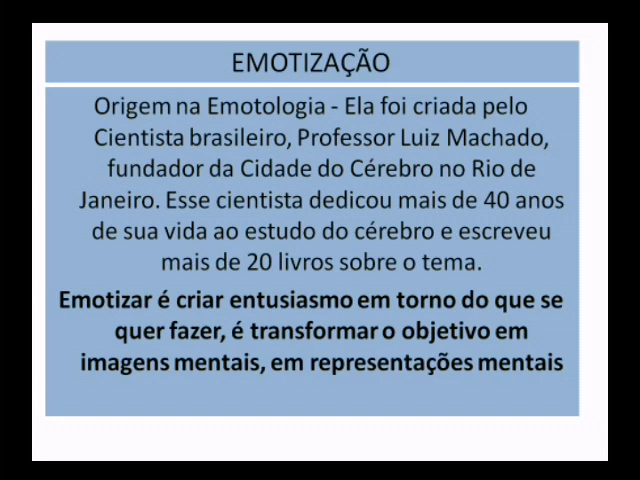 EMOTIZAÇÃO
Origem na Emotologia - Ela foi criada pelo
Cientista brasileiro, Professor Luiz Machado,
fundador da Cidade do Cérebro no Rio de
Janeiro. Esse cientista dedicou mais de 40 anos
de sua vida ao estudo do cérebro e escreveu
mais de 20 livros sobre o tema.
Emotizar é criar entusiasmo em torno do que se
quer fazer, é transformar o objetivo em
imagens mentais, em representações mentais